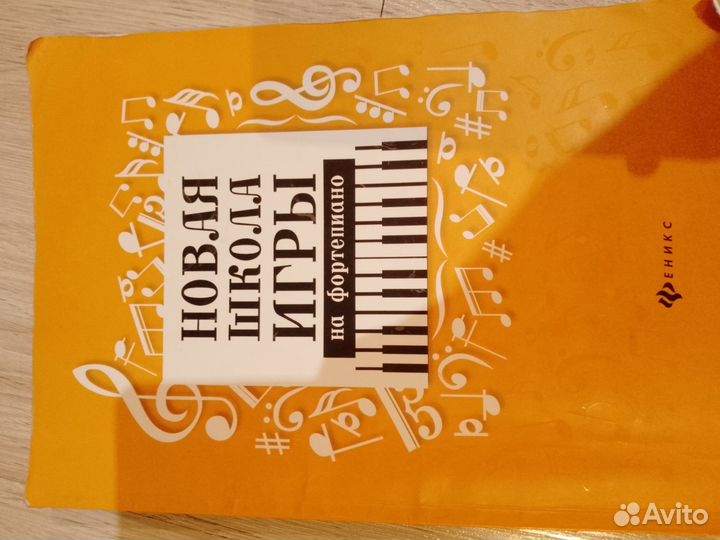 НОВАЯ
ШКОЛА
ИГРЫ
на фортепиано
ФЕНИКС
Avito